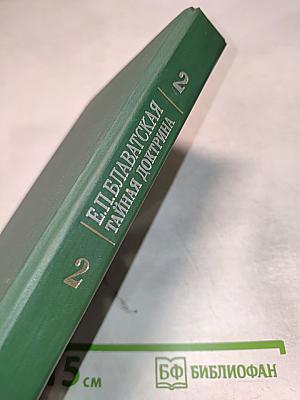 2
Е.П.БЛАВАТСКАЯ
ТАЙНАЯ ДОКТРИНА
2
15 см
БФ БИБЛИОФАН